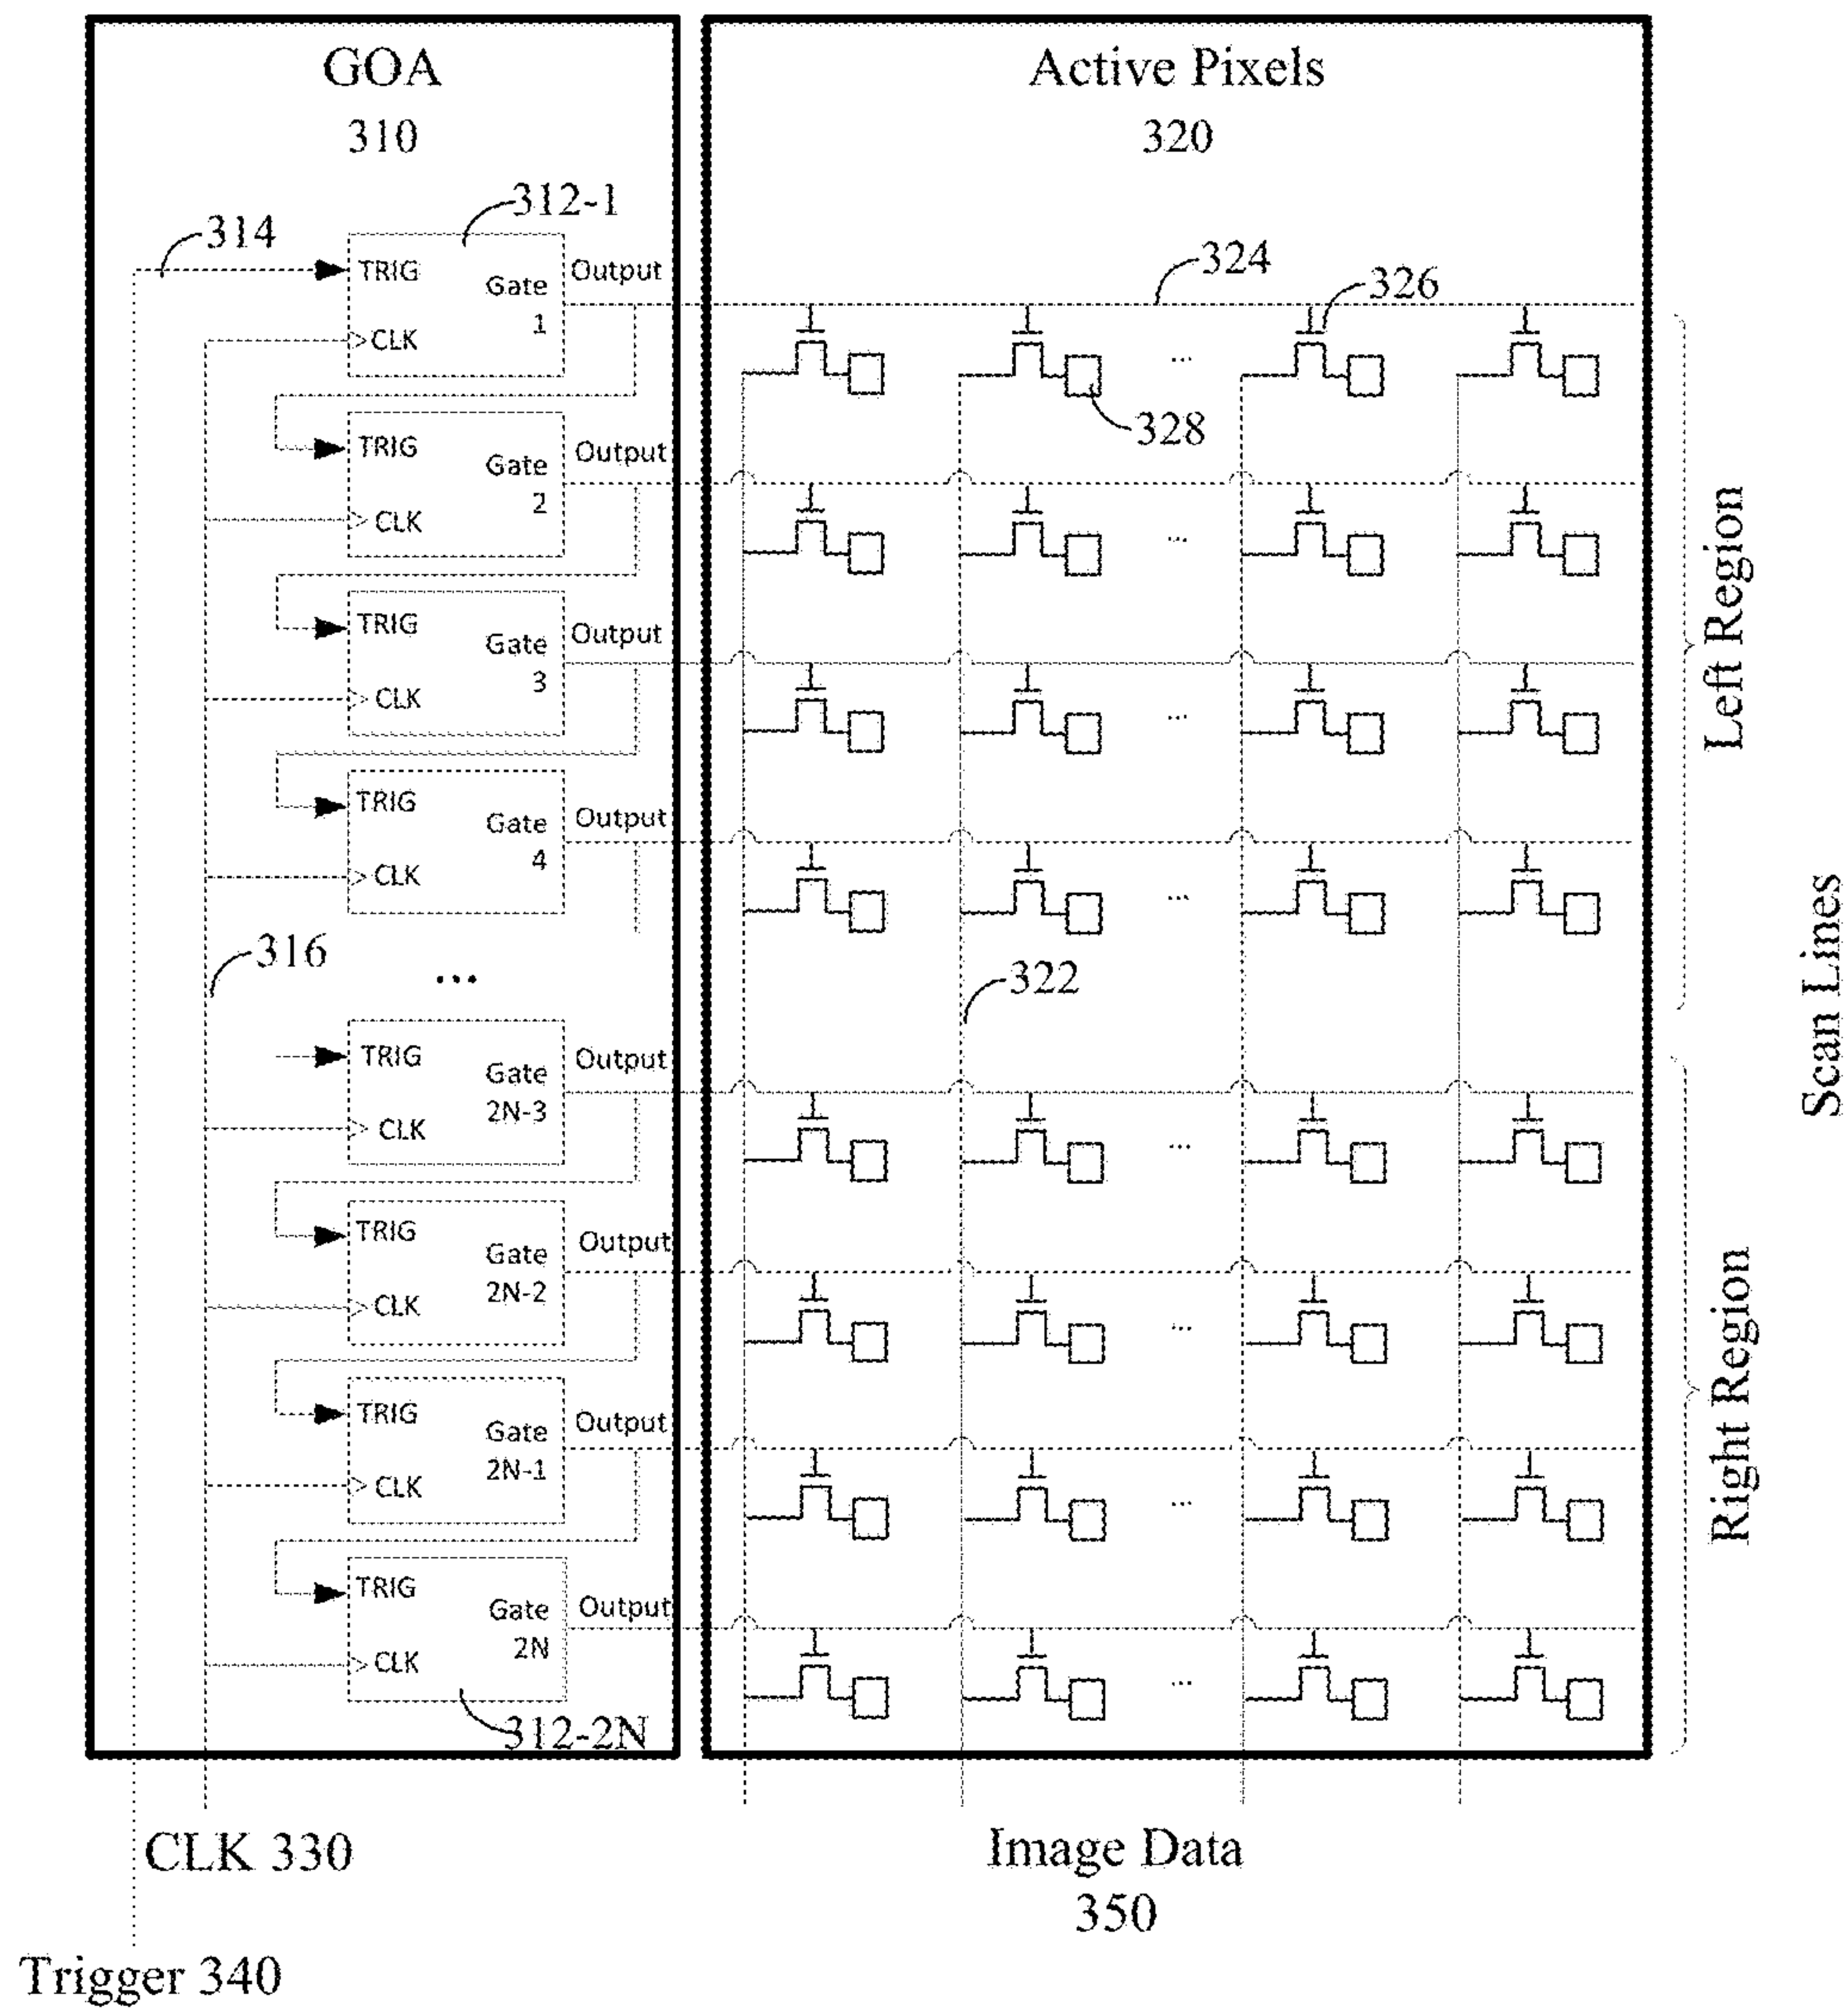 GOA
310
Active Pixels
320
312-1
314
TRIG
Gate
1
CLK
Output
324
326
328
TRIG
Gate
2
CLK
Output
TRIG
Gate
3
CLK
Output
TRIG
Gate
4
CLK
Output
...
...
...
...
Left Region
316
...
322
Scan Lines
TRIG
Gate
2N-3
CLK
Output
TRIG
Gate
2N-2
CLK
Output
TRIG
Gate
2N-1
CLK
Output
TRIG
Gate
2N
CLK
Output
312-2N
...
...
...
...
Right Region
CLK 330
Image Data
350
Trigger 340